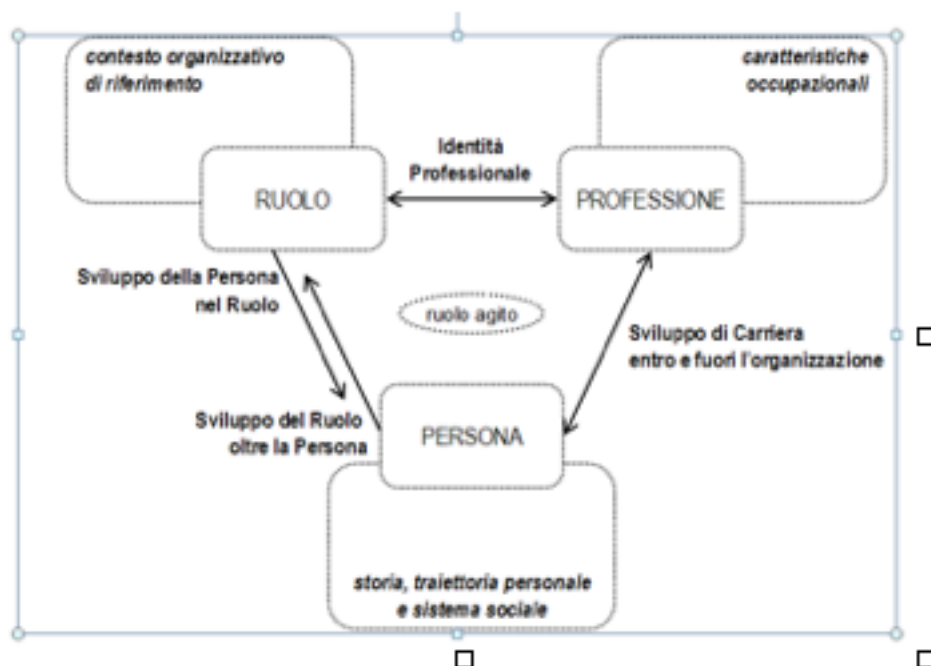 contesto organizzativo
di riferimento
caratteristiche
occupazionali
Identità
Professionale
RUOLO
PROFESSIONE
Sviluppo della Persona
nel Ruolo
ruolo agito
Sviluppo di Carriera
entro e fuori l'organizzazione
Sviluppo del Ruolo
oltre la Persona
PERSONA
storia, traiettoria personale
e sistema sociale